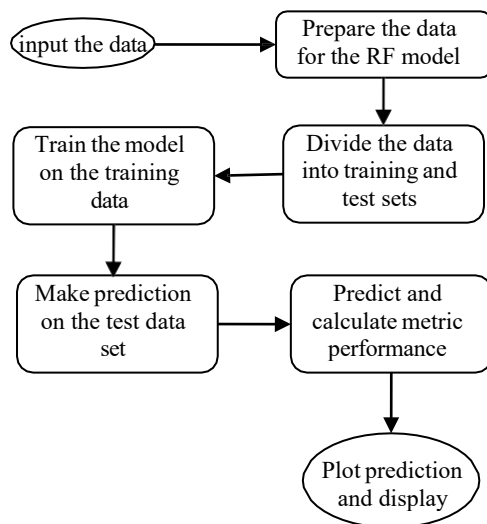 input the data
Prepare the data
for the RF model
Divide the data
into training and
test sets
Train the model
on the training
data
Make prediction
on the test data
set
Predict and
calculate metric
performance
Plot prediction
and display